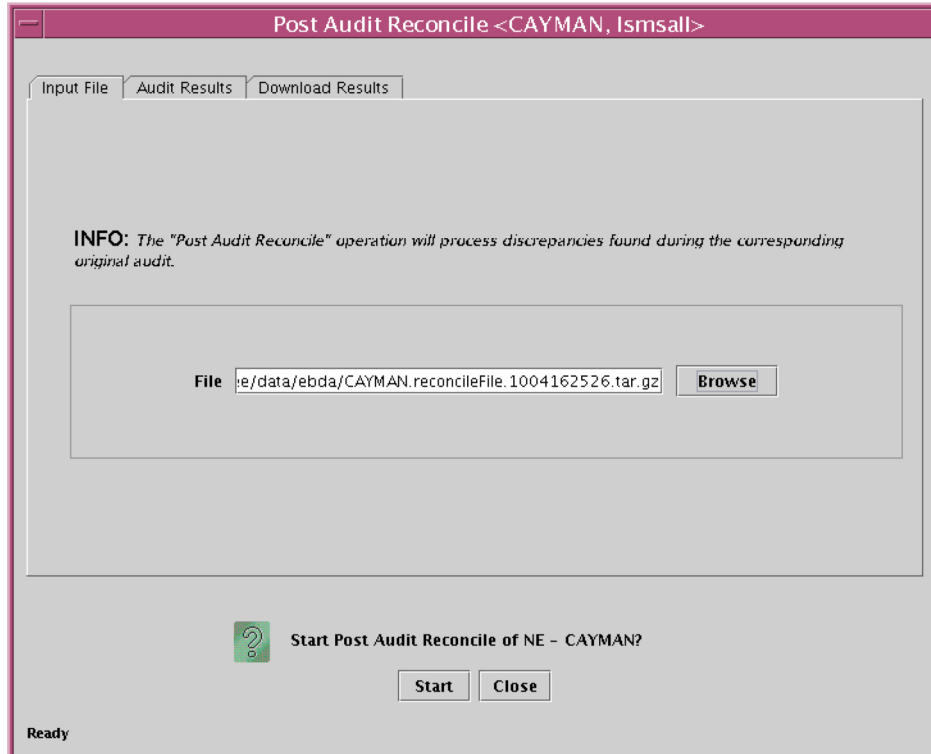 Post Audit Reconcile <CAYMAN, lsmsall>
Input File Audit Results Download Results
INFO: The "Post Audit Reconcile" operation will process discrepancies found during the corresponding
original audit.
File :e/data/ebda/CAYMAN.reconcileFile.1004162526.tar.gz Browse
Start Post Audit Reconcile of NE - CAYMAN?
Start Close
Ready